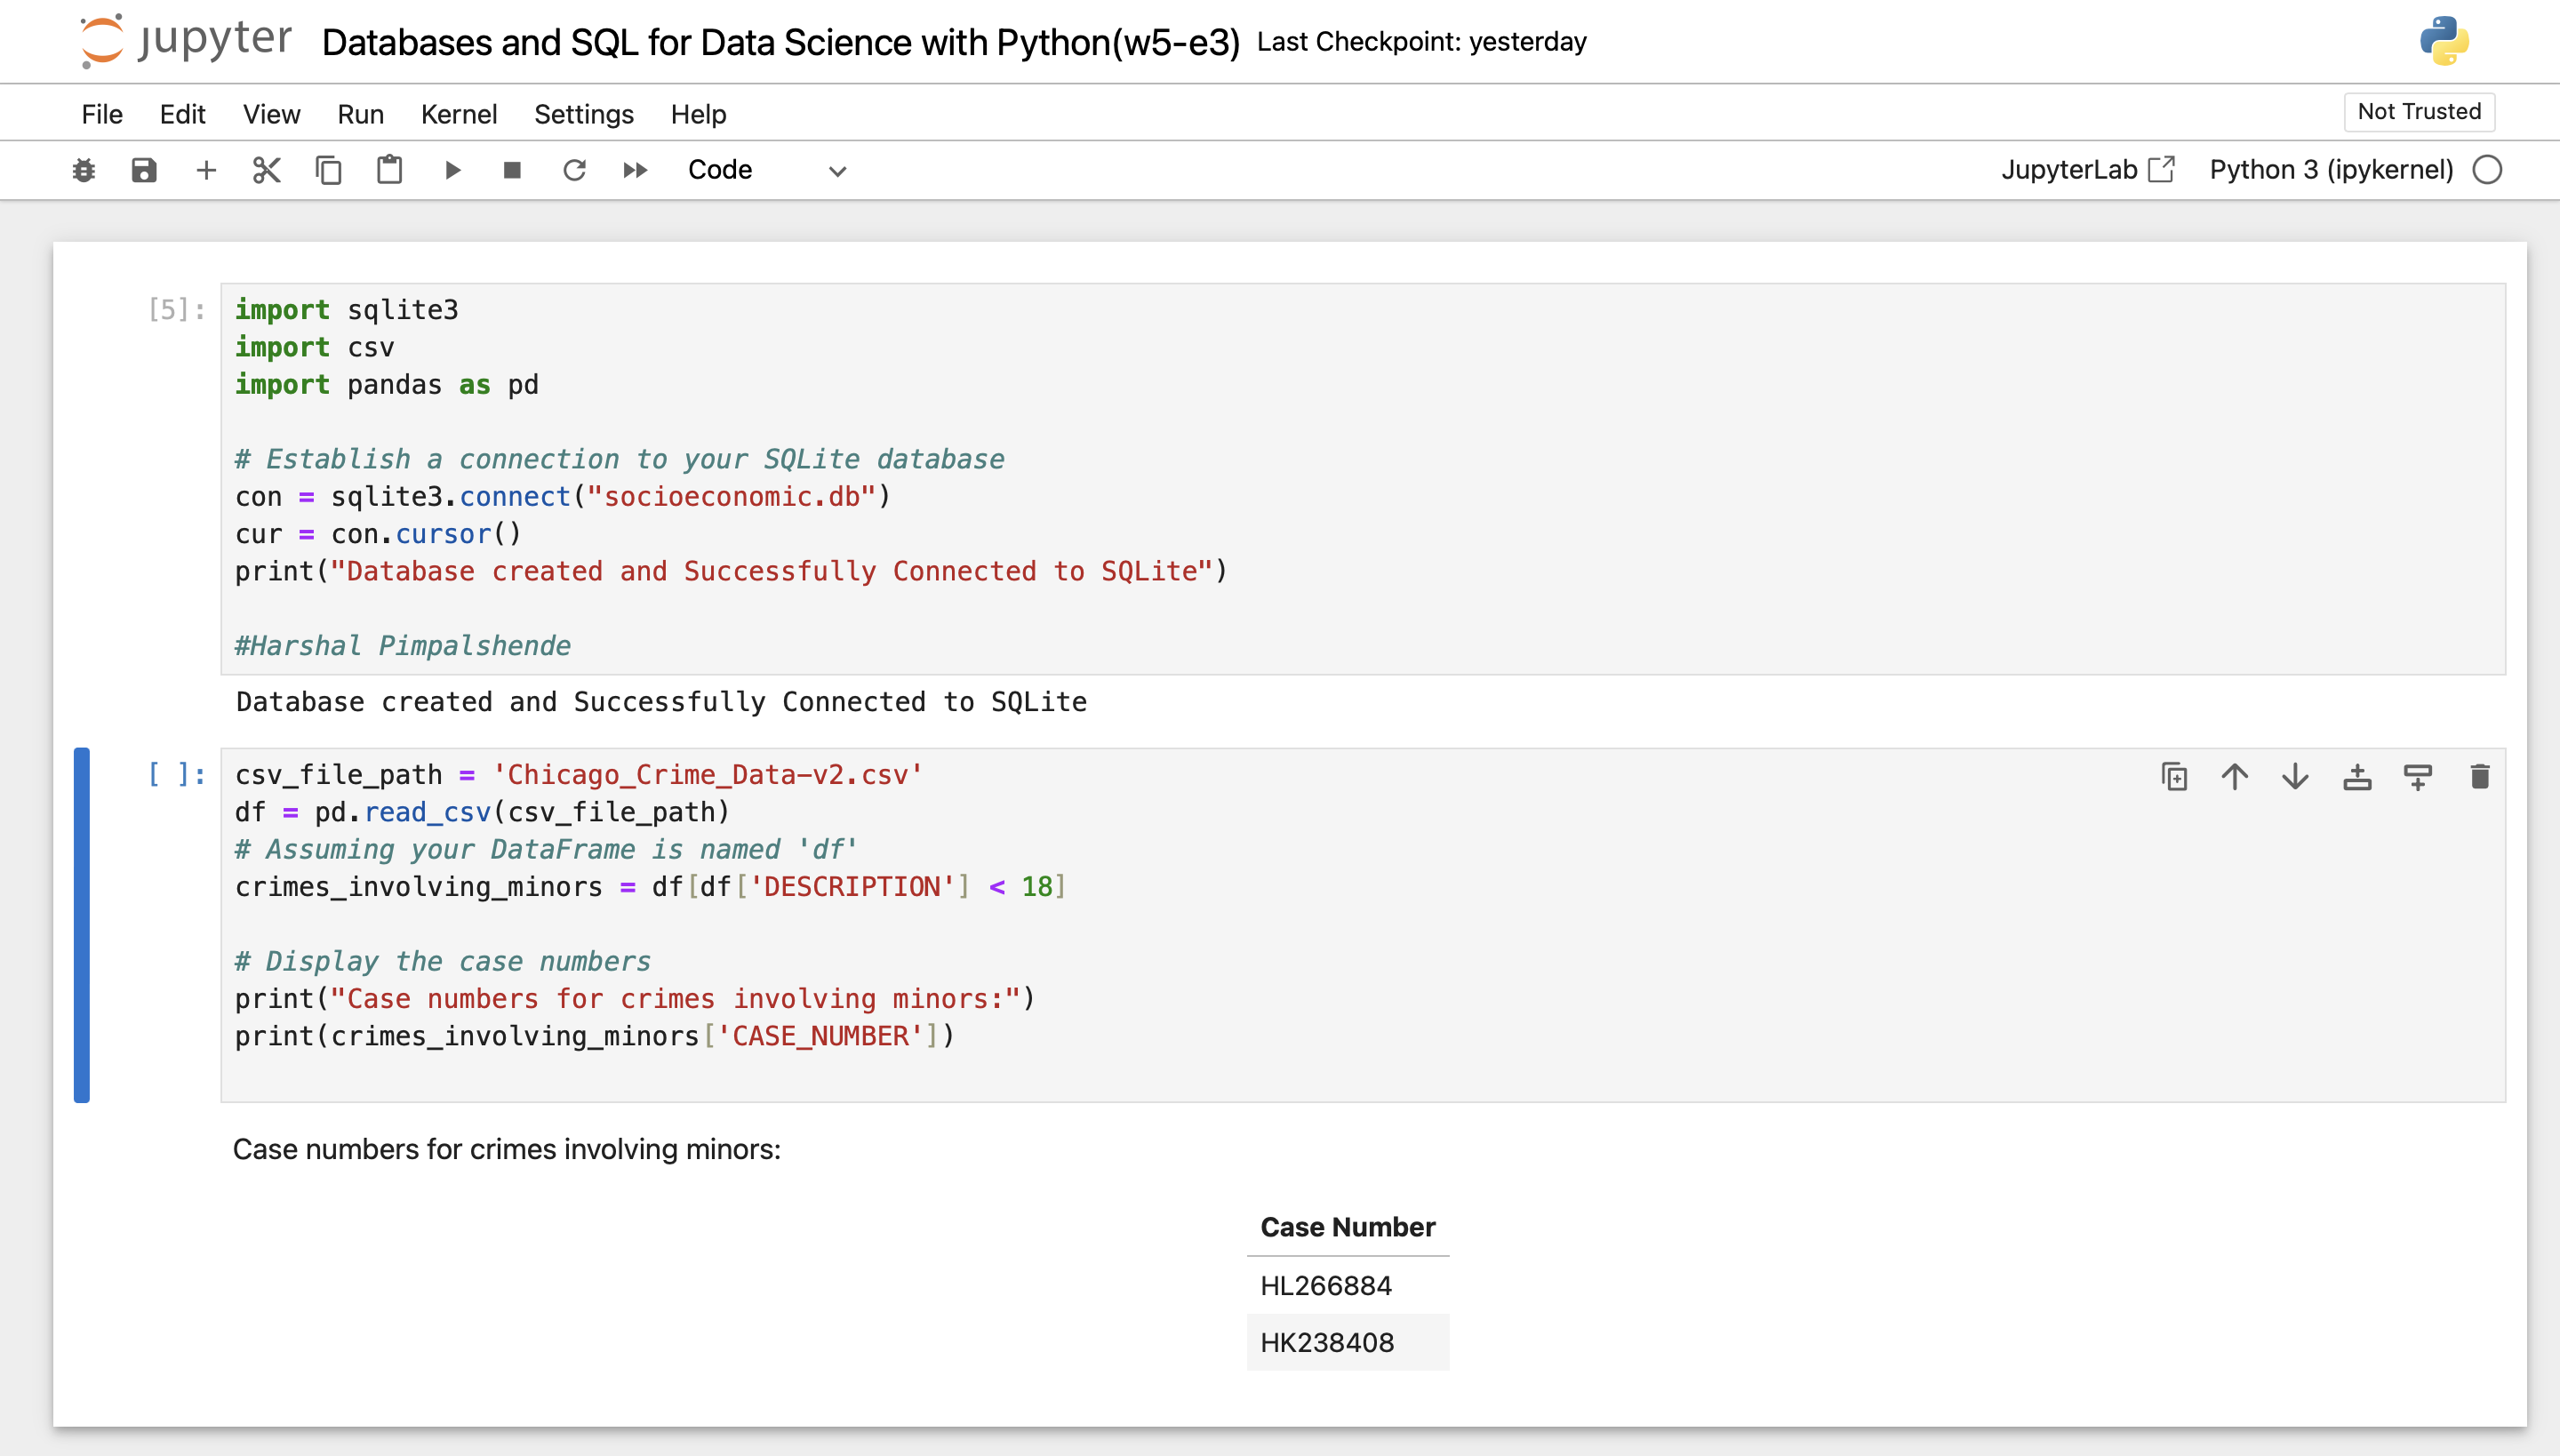 jupyter Databases and SQL for Data Science with Python(w5-e3) Last Checkpoint: yesterday
File Edit View Run Kernel Settings Help Not Trusted
Code JupyterLab Python 3 (ipykernel)
[5]: import sqlite3
import csv
import pandas as pd
# Establish a connection to your SQLite database
con = sqlite3.connect("socioeconomic.db")
cur = con.cursor()
print("Database created and Successfully Connected to SQLite")
#Harshal Pimpalshende
Database created and Successfully Connected to SQLite
[ ]: csv_file_path = 'Chicago_Crime_Data-v2.csv'
df = pd.read_csv(csv_file_path)
# Assuming your DataFrame is named 'df'
crimes_involving_minors = df[df['DESCRIPTION'] < 18]
# Display the case numbers
print("Case numbers for crimes involving minors:")
print(crimes_involving_minors['CASE_NUMBER'])
Case numbers for crimes involving minors:
Case Number
HL266884
HK238408